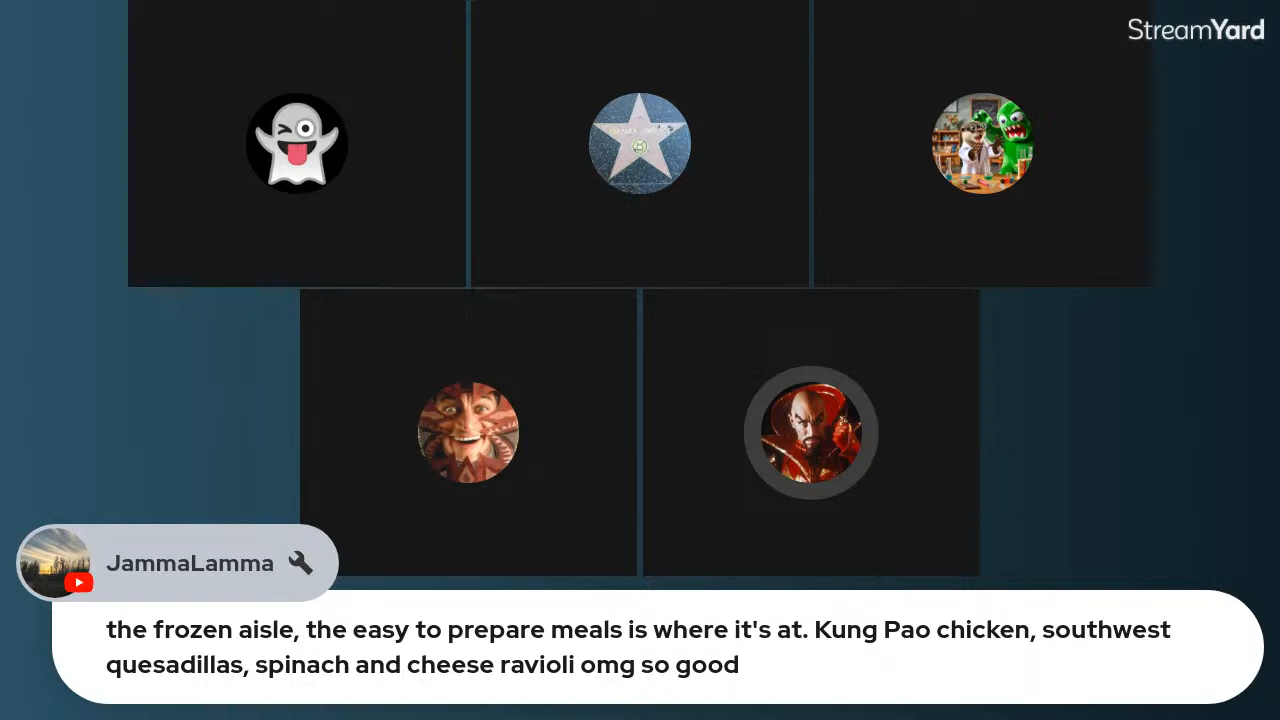 StreamYard
JammaLamma
the frozen aisle, the easy to prepare meals is where it's at. Kung Pao chicken, southwest
quesadillas, spinach and cheese ravioli omg so good